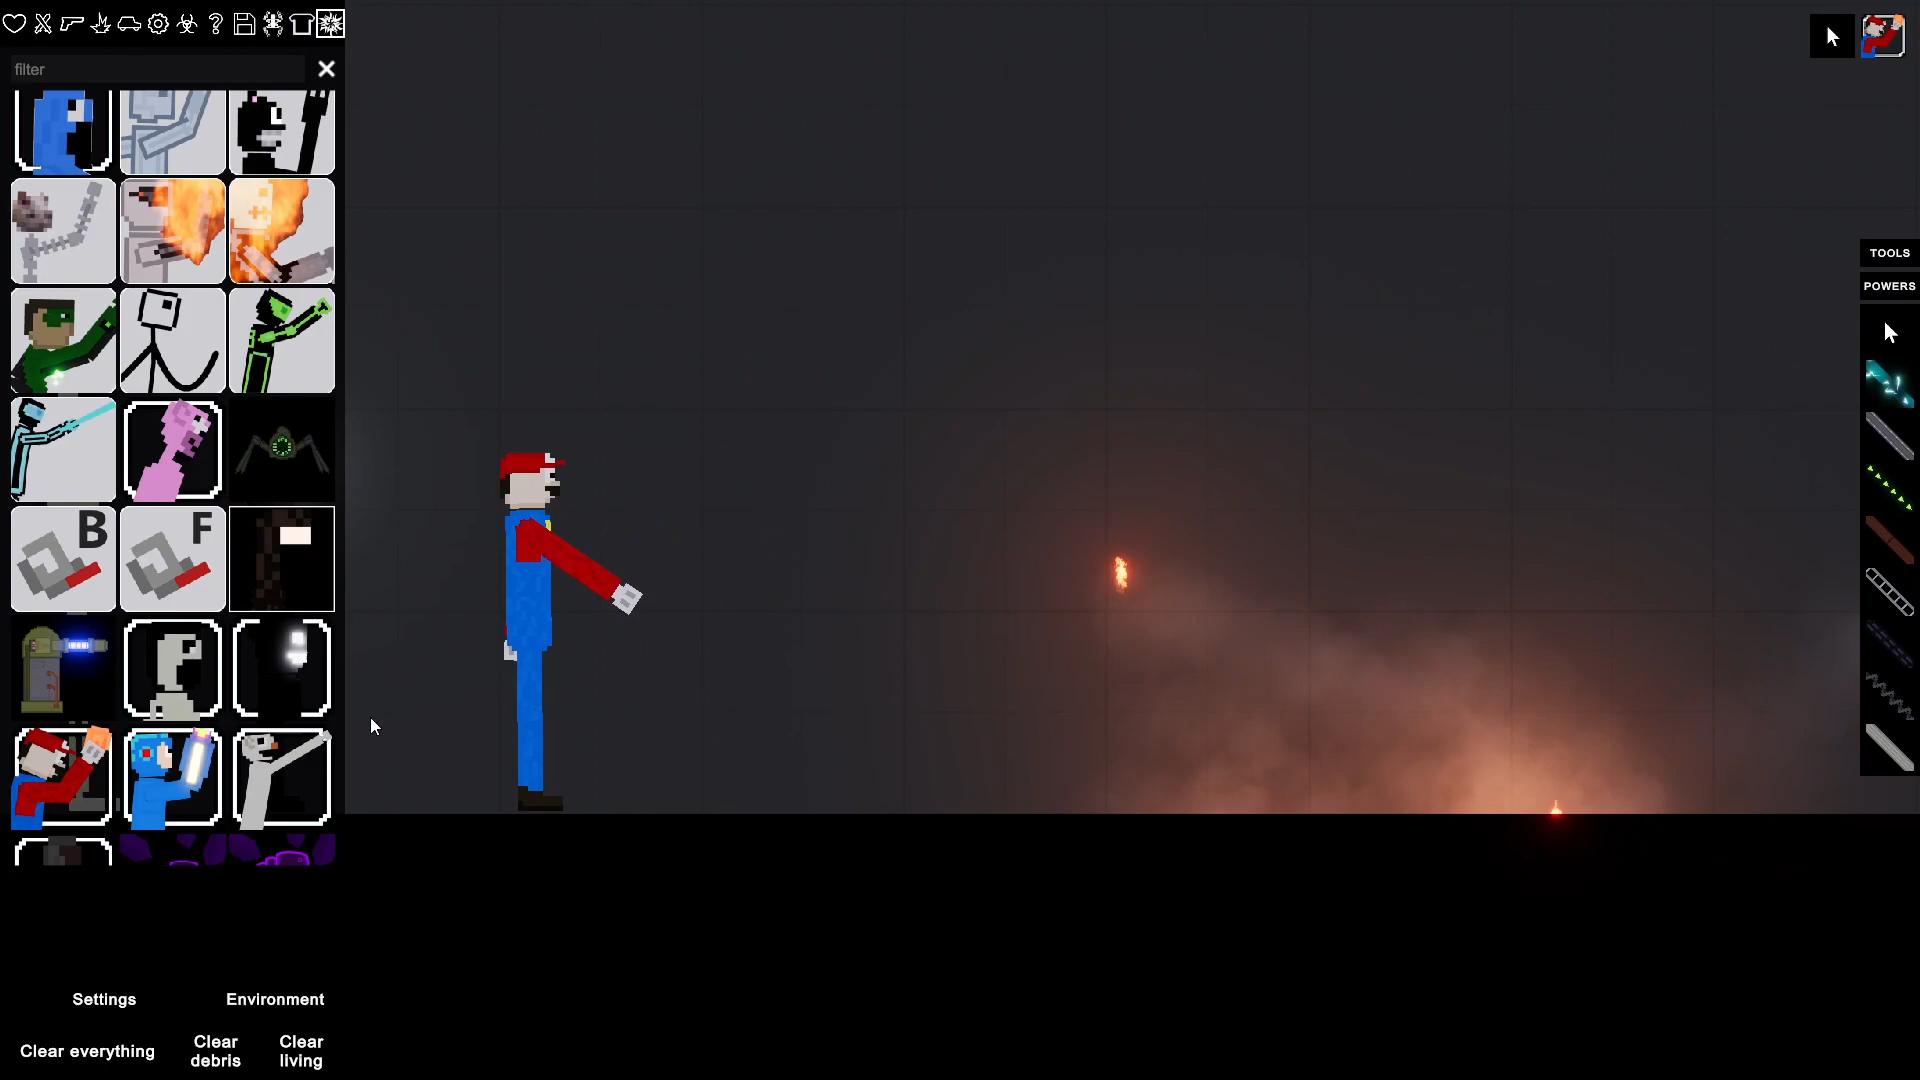 filter
TOOLS
POWERS
B
F
Settings
Environment
Clear everything
Clear
debris
Clear
living